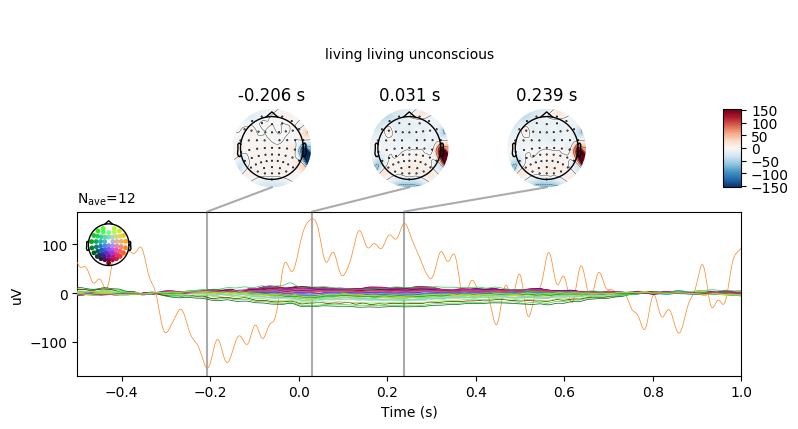 living living unconscious
-0.206 s 0.031 s 0.239 s
150
100
50
0
−50
−100
−150
Nave=12
100
0
−100
uV
−0.4 −0.2 0.0 0.2 0.4 0.6 0.8 1.0
Time (s)